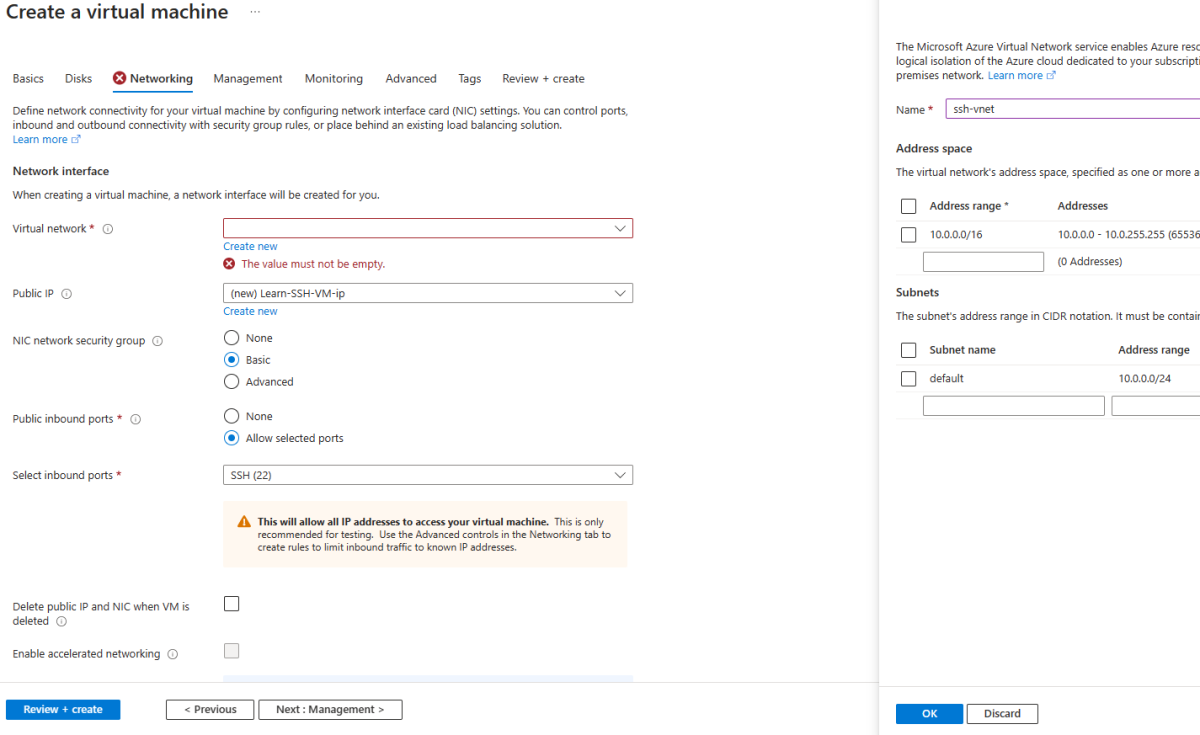 Create a virtual machine ...
Basics Disks Networking Management Monitoring Advanced Tags Review + create
Define network connectivity for your virtual machine by configuring network interface card (NIC) settings. You can control ports,
inbound and outbound connectivity with security group rules, or place behind an existing load balancing solution.
Learn more
Network interface
When creating a virtual machine, a network interface will be created for you.
Virtual network *
Create new
The value must not be empty.
Public IP
(new) Learn-SSH-VM-ip
Create new
NIC network security group
None
Basic
Advanced
Public inbound ports *
None
Allow selected ports
Select inbound ports *
SSH (22)
This will allow all IP addresses to access your virtual machine. This is only
recommended for testing. Use the Advanced controls in the Networking tab to
create rules to limit inbound traffic to known IP addresses.
Delete public IP and NIC when VM is
deleted
Enable accelerated networking
Review + create
< Previous
Next : Management >
The Microsoft Azure Virtual Network service enables Azure reso
logical isolation of the Azure cloud dedicated to your subscripti
premises network. Learn more
Name * ssh-vnet
Address space
The virtual network's address space, specified as one or more a
Address range * Addresses
10.0.0.0/16 10.0.0.0 - 10.0.255.255 (65536
(0 Addresses)
Subnets
The subnet's address range in CIDR notation. It must be contain
Subnet name Address range
default 10.0.0.0/24
OK Discard